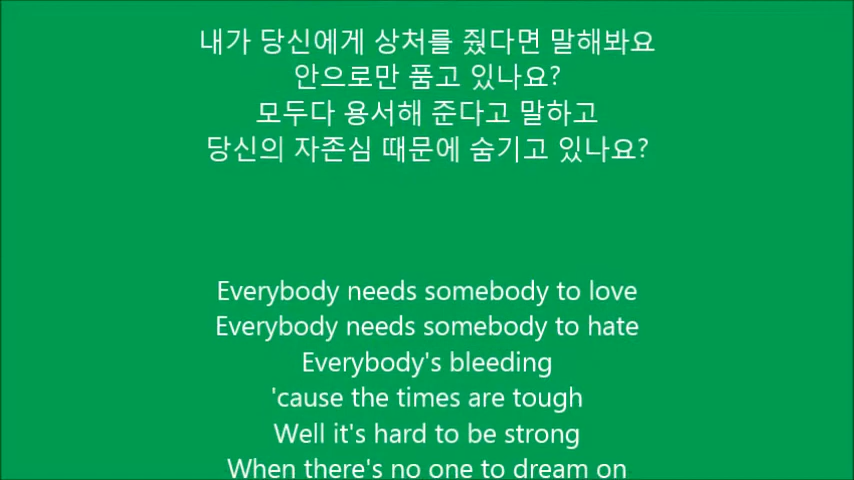 내가 당신에게 상처를 줬다면 말해봐요
안으로만 품고 있나요?
모두다 용서해 준다고 말하고
당신의 자존심 때문에 숨기고 있나요?
Everybody needs somebody to love
Everybody needs somebody to hate
Everybody's bleeding
'cause the times are tough
Well it's hard to be strong
When there's no one to dream on